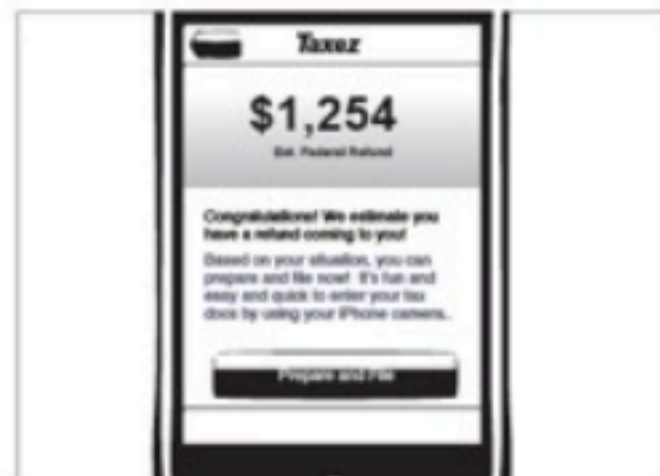 Taxez
$1,254
Est. Federal Refund
Congratulations! We estimate you
have a refund coming to you!
Based on your situation, you can
prepare and file now! It's fun and
easy and quick to enter your tax
docs by using your iPhone camera.
Prepare and File